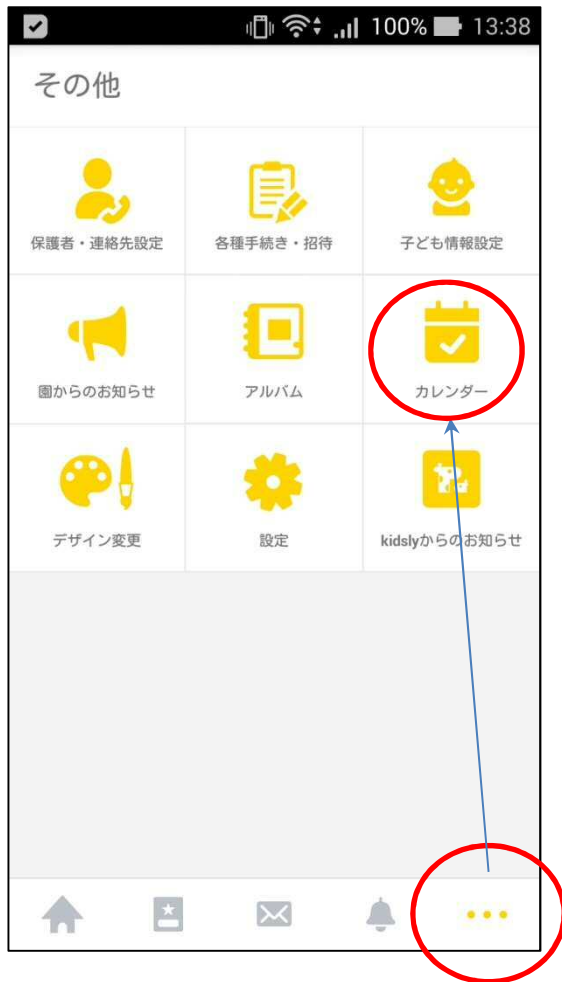 100% 13:38
その他
保護者・連絡先設定
各種手続き・招待
子ども情報設定
園からのお知らせ
アルバム
カレンダー
デザイン変更
設定
kidslyからのお知らせ